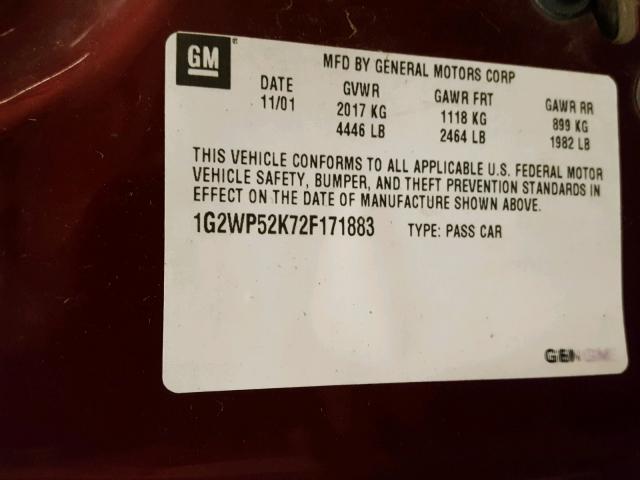 GM
MFD BY GENERAL MOTORS CORP
DATE GVWR GAWR FRT GAWR RR
11/01 2017 KG 1118 KG 899 KG
4446 LB 2464 LB 1982 LB
THIS VEHICLE CONFORMS TO ALL APPLICABLE U.S. FEDERAL MOTOR
VEHICLE SAFETY, BUMPER, AND THEFT PREVENTION STANDARDS IN
EFFECT ON THE DATE OF MANUFACTURE SHOWN ABOVE.
1G2WP52K72F171883 TYPE: PASS CAR